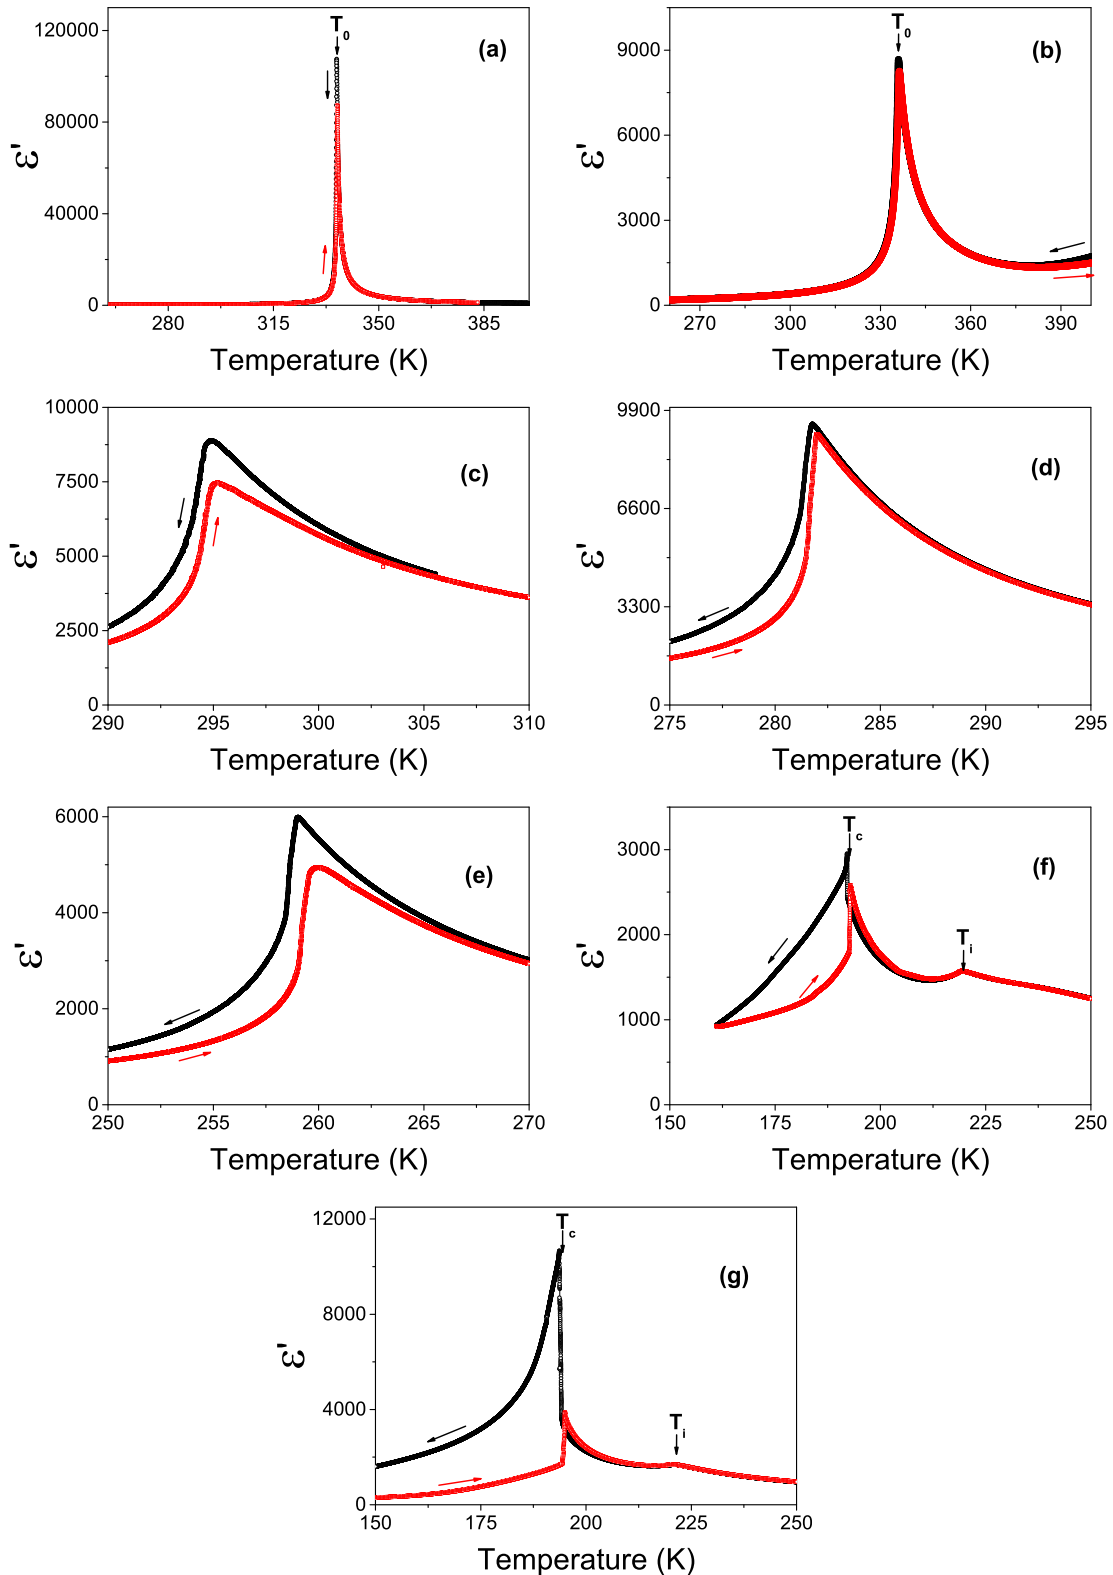 120000
80000
40000
0
280
315
350
385
ε'
Temperature (K)
T0
(a)
9000
6000
3000
0
270
300
330
360
390
ε'
Temperature (K)
T0
(b)
10000
7500
5000
2500
0
290
295
300
305
310
ε'
Temperature (K)
(c)
9900
6600
3300
0
275
280
285
290
295
ε'
Temperature (K)
(d)
6000
4000
2000
0
250
255
260
265
270
ε'
Temperature (K)
(e)
3000
2000
1000
0
150
175
200
225
250
ε'
Temperature (K)
Tc
Ti
(f)
12000
8000
4000
0
150
175
200
225
250
ε'
Temperature (K)
Tc
Ti
(g)